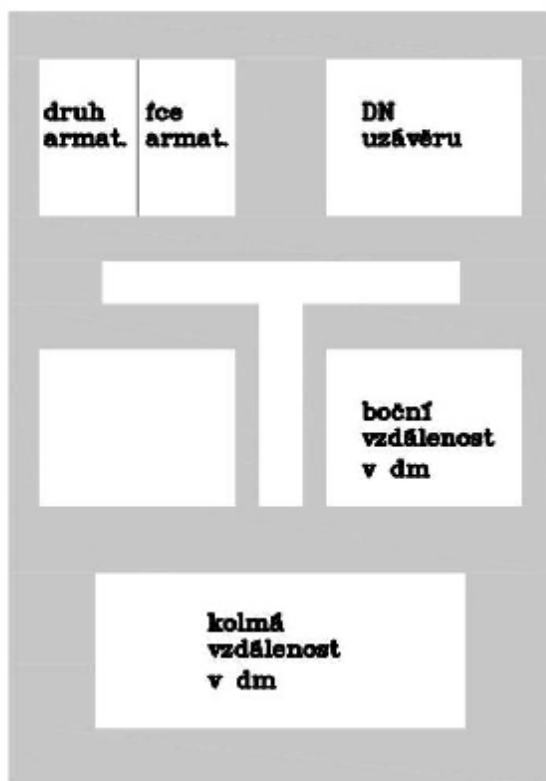 druh
armat.
fce
armat.
DN
uzávěru
boční
vzdálenost
v dm
kolmá
vzdálenost
v dm